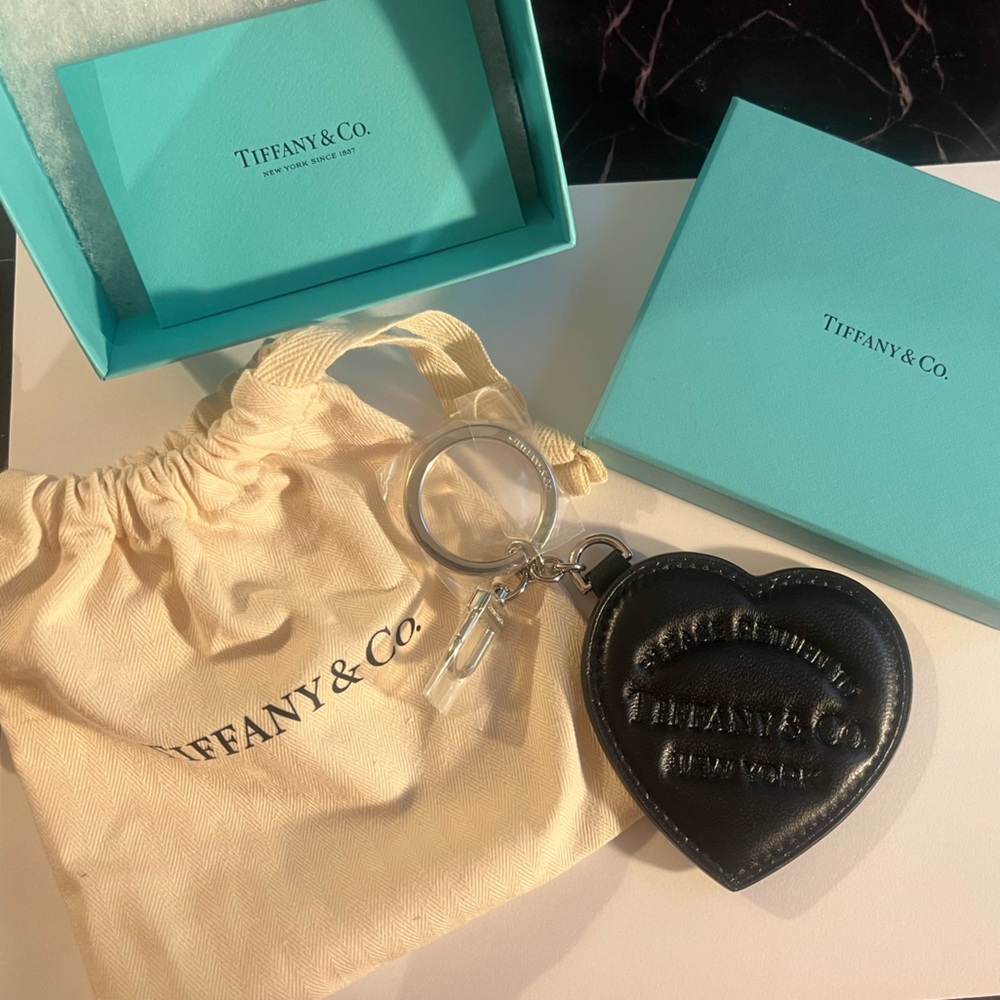 TIFFANY & CO.
NEW YORK SINCE 1837
TIFFANY & CO.
TIFFANY & CO.
PLEASE RETURN TO
TIFFANY & CO.
NEW YORK